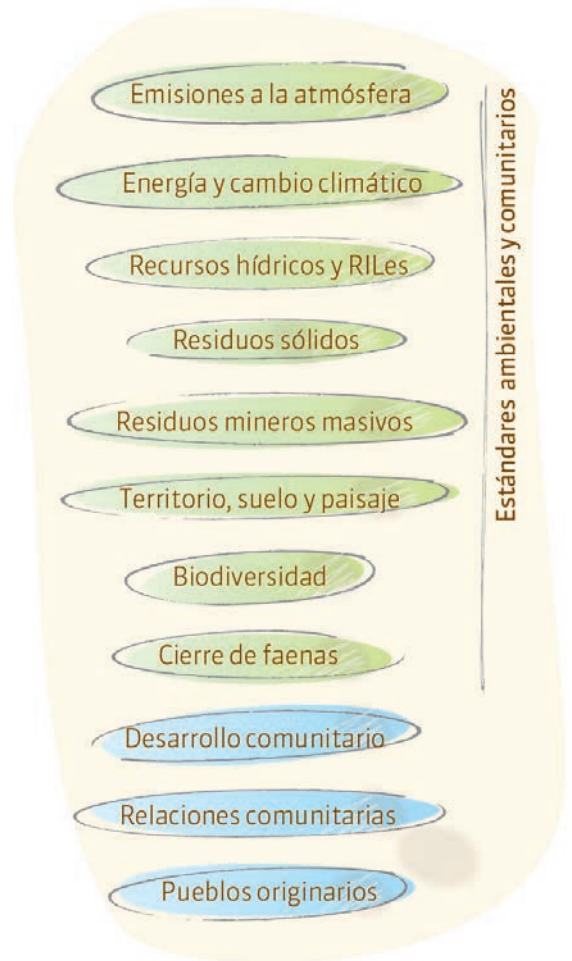 Emisiones a la atmósfera
Energía y cambio climático
Recursos hídricos y RILes
Residuos sólidos
Residuos mineros masivos
Territorio, suelo y paisaje
Biodiversidad
Cierre de faenas
Desarrollo comunitario
Relaciones comunitarias
Pueblos originarios
Estándares ambientales y comunitarios